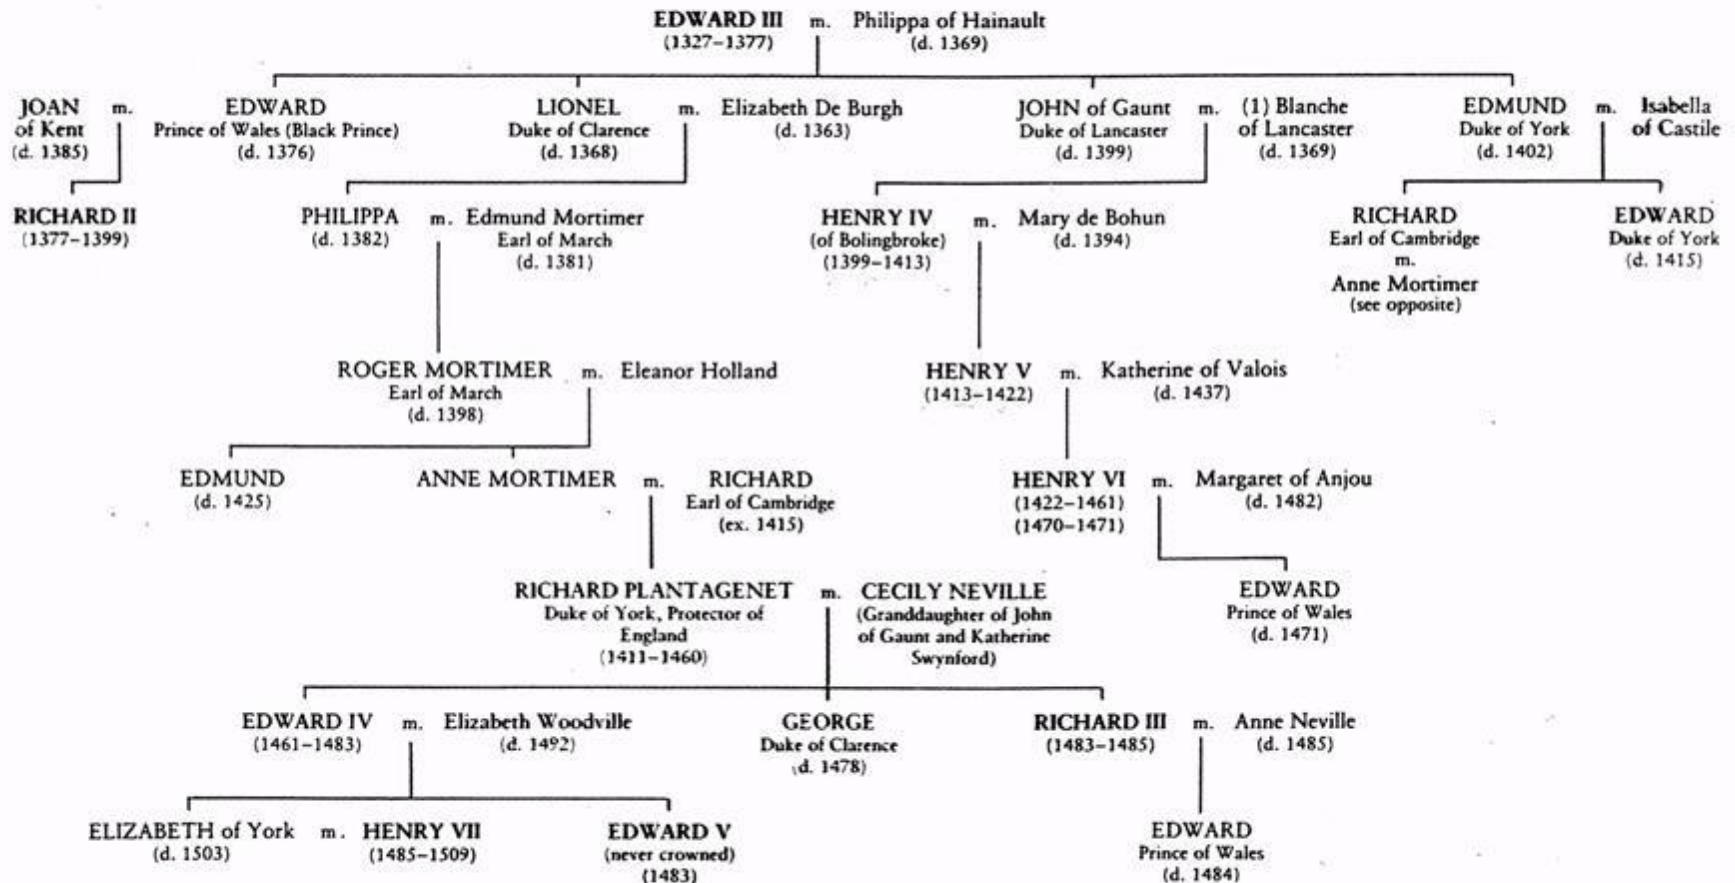 EDWARD III m. Philippa of Hainault
(1327–1377) (d. 1369)
JOAN m. EDWARD LIONEL m. Elizabeth De Burgh JOHN of Gaunt m. (1) Blanche EDMUND m. Isabella
of Kent Prince of Wales (Black Prince) Duke of Clarence (d. 1363) Duke of Lancaster of Lancaster Duke of York of Castile
(d. 1385) (d. 1376) (d. 1368) (d. 1399) (d. 1369) (d. 1402)
RICHARD II PHILIPPA m. Edmund Mortimer HENRY IV m. Mary de Bohun RICHARD EDWARD
(1377–1399) (d. 1382) Earl of March (of Bolingbroke) (d. 1394) Earl of Cambridge Duke of York
(d. 1381) (1399–1413) m. (d. 1415)
Anne Mortimer
(see opposite)
ROGER MORTIMER m. Eleanor Holland HENRY V m. Katherine of Valois
Earl of March (1413–1422) (d. 1437)
(d. 1398)
EDMUND ANNE MORTIMER m. RICHARD HENRY VI m. Margaret of Anjou
(d. 1425) Earl of Cambridge (1422–1461) (d. 1482)
(ex. 1415) (1470–1471)
RICHARD PLANTAGENET m. CECILY NEVILLE EDWARD
Duke of York, Protector of (Granddaughter of John Prince of Wales
England of Gaunt and Katherine (d. 1471)
(1411–1460) Swynford)
EDWARD IV m. Elizabeth Woodville GEORGE RICHARD III m. Anne Neville
(1461–1483) (d. 1492) Duke of Clarence (1483–1485) (d. 1485)
(d. 1478)
ELIZABETH of York m. HENRY VII EDWARD V EDWARD
(d. 1503) (1485–1509) (never crowned) Prince of Wales
(1483) (d. 1484)